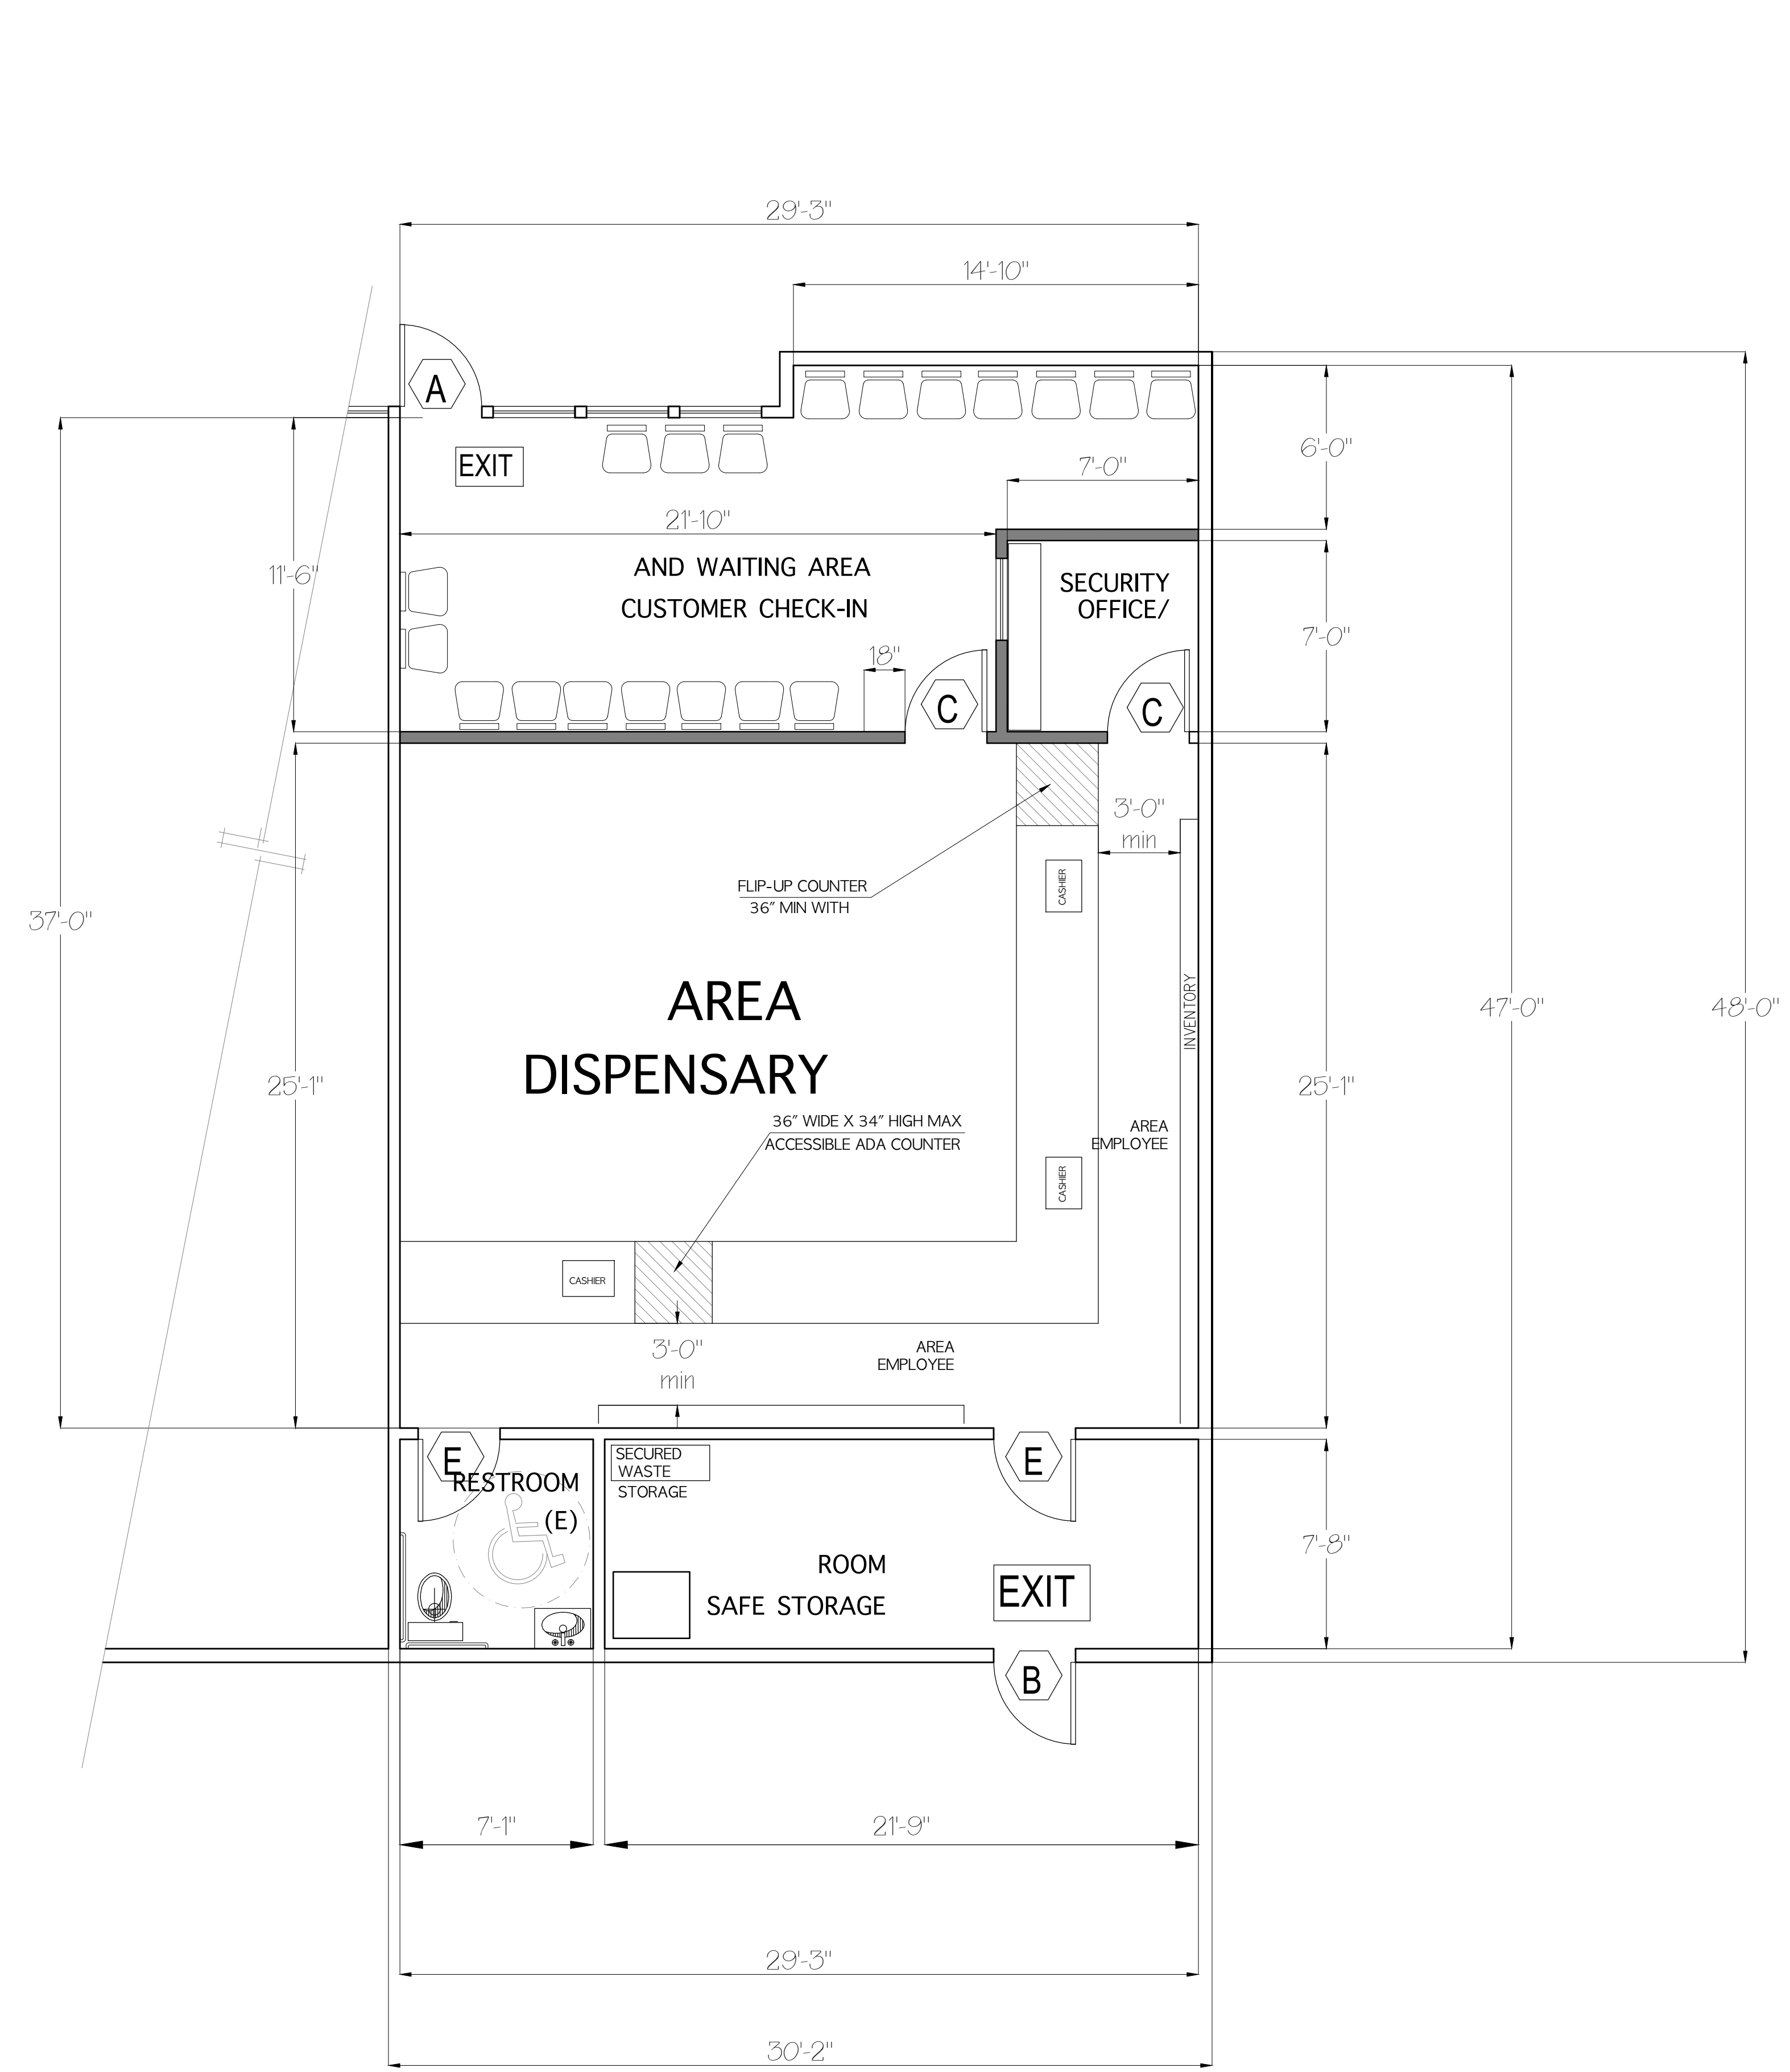 29'-3"
14'-10"
A
EXIT
6'-0"
7'-0"
21'-10"
11'-6"
AND WAITING AREA
CUSTOMER CHECK-IN
SECURITY
OFFICE/
7'-0"
18"
C
C
3'-0"
min
FLIP-UP COUNTER
36" MIN WITH
CASHIER
37'-0"
AREA
DISPENSARY
INVENTORY
47'-0"
48'-0"
25'-1"
25'-1"
36" WIDE X 34" HIGH MAX
ACCESSIBLE ADA COUNTER
AREA
EMPLOYEE
CASHIER
CASHIER
3'-0"
min
AREA
EMPLOYEE
E
RESTROOM
(E)
SECURED
WASTE
STORAGE
E
7'-8"
ROOM
SAFE STORAGE
EXIT
B
7'-1"
21'-9"
29'-3"
30'-2"